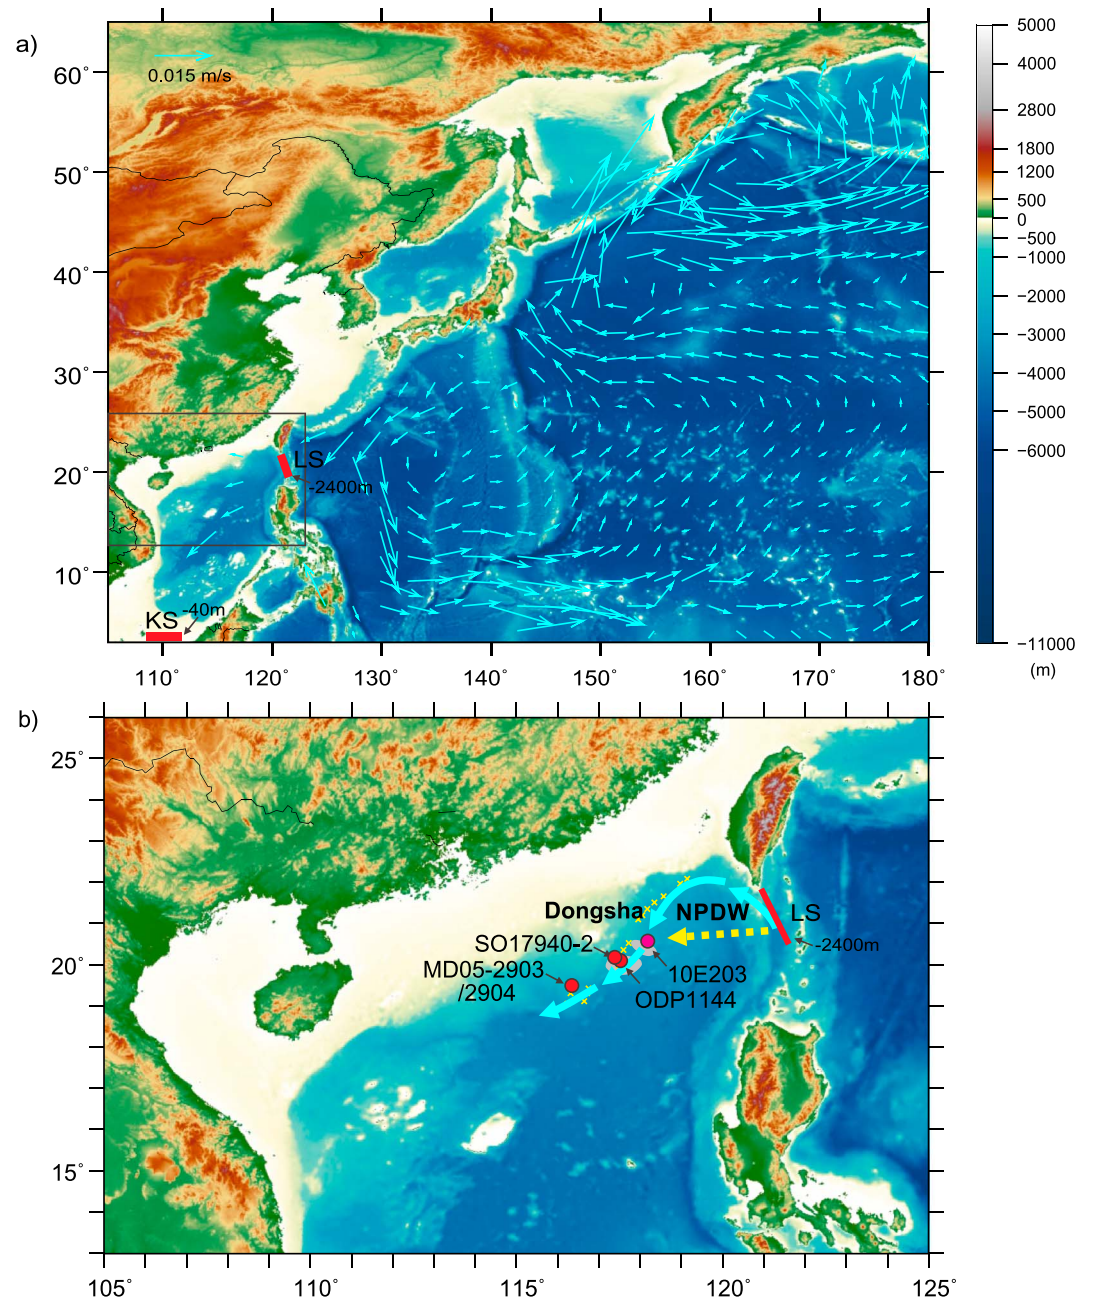 a)
0.015 m/s
60°
50°
40°
30°
20°
10°
LS
-2400m
KS
-40m
110°
120°
130°
140°
150°
160°
170°
180°
5000
4000
2800
1800
1200
500
0
−500
−1000
−2000
−3000
−4000
−5000
−6000
−11000
(m)
b)
25°
20°
15°
Dongsha
NPDW
LS
-2400m
SO17940-2
MD05-2903
/2904
10E203
ODP1144
105°
110°
115°
120°
125°